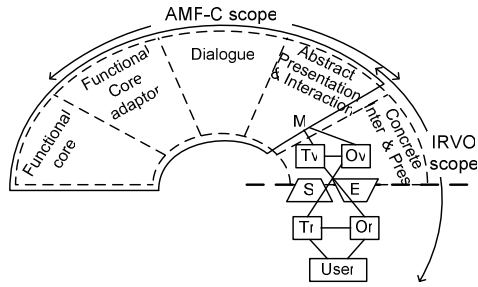 AMF-C scope
Functional
core
Functional
Core
adaptor
Dialogue
Abstract
Presentation
& Interaction
Concrete
Inter & Pres
IRVO
scope
M
Tv Ov
S E
Tr Or
User